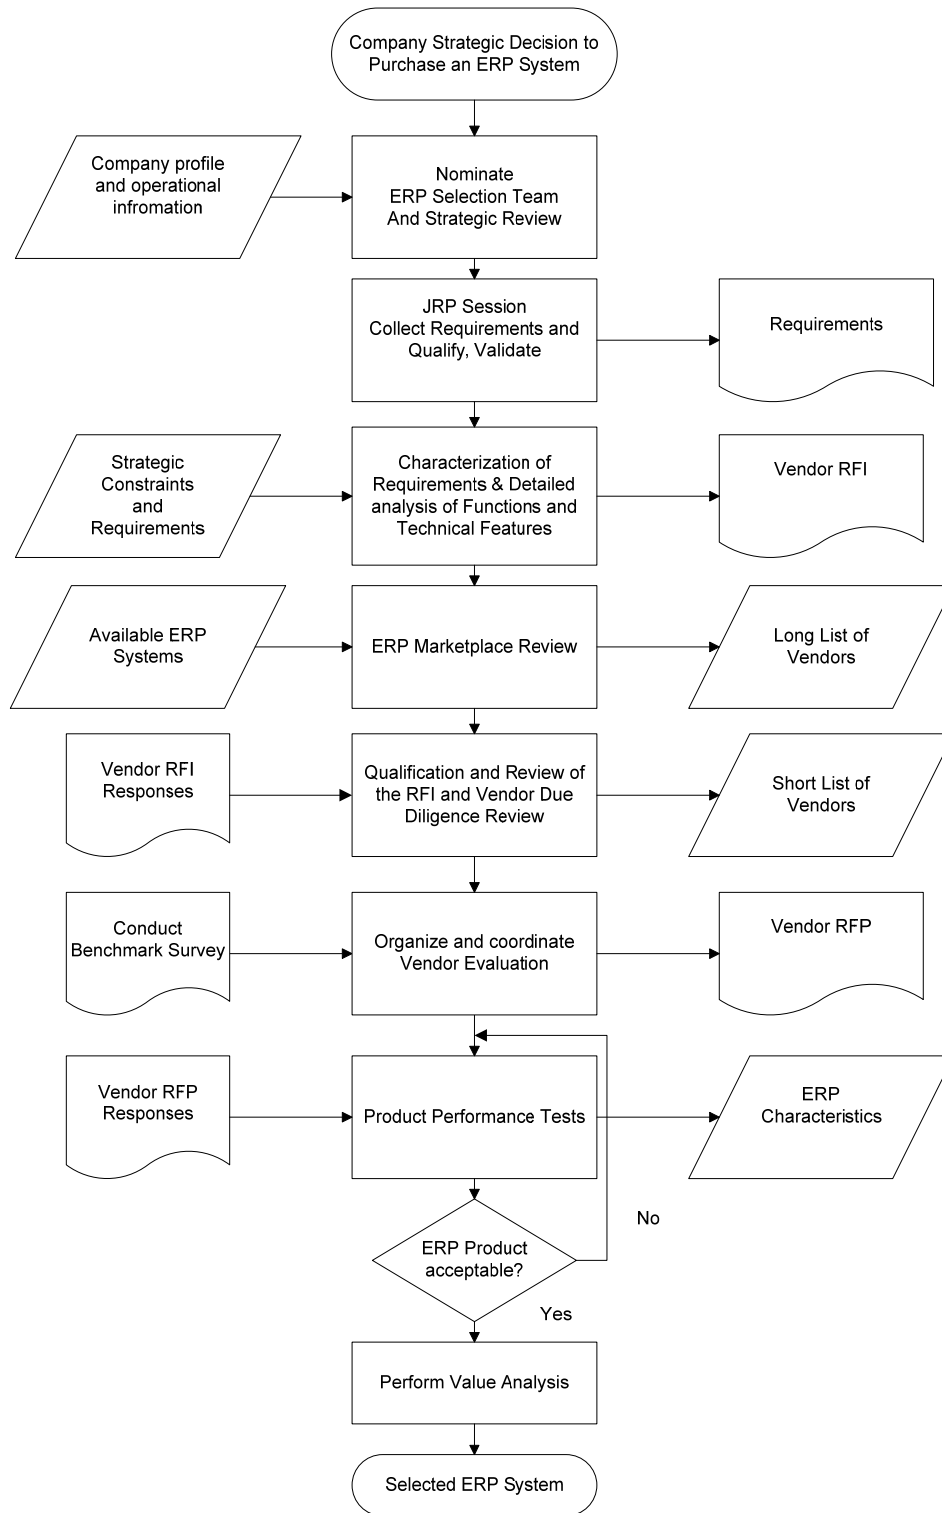 Company Strategic Decision to
Purchase an ERP System
Company profile
and operational
infromation
Nominate
ERP Selection Team
And Strategic Review
JRP Session
Collect Requirements and
Qualify, Validate
Requirements
Strategic
Constraints
and
Requirements
Characterization of
Requirements & Detailed
analysis of Functions and
Technical Features
Vendor RFI
Available ERP
Systems
ERP Marketplace Review
Long List of
Vendors
Vendor RFI
Responses
Qualification and Review of
the RFI and Vendor Due
Diligence Review
Short List of
Vendors
Conduct
Benchmark Survey
Organize and coordinate
Vendor Evaluation
Vendor RFP
Vendor RFP
Responses
Product Performance Tests
ERP
Characteristics
ERP Product
acceptable?
No
Yes
Perform Value Analysis
Selected ERP System